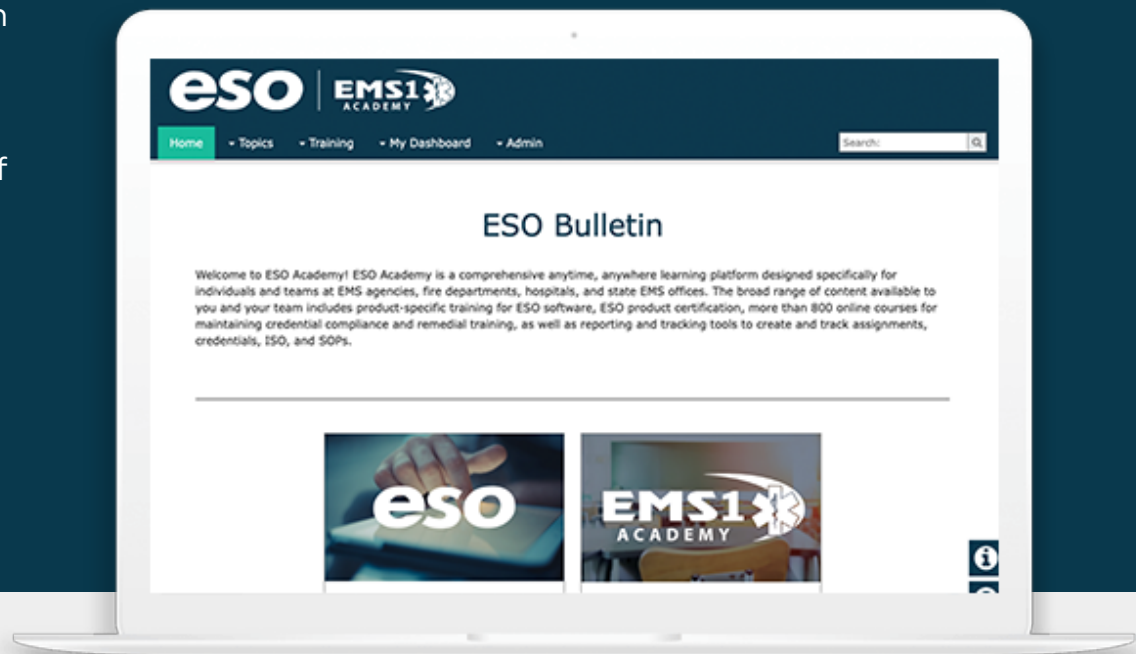 n
f
eso
EMS1
ACADEMY
Home Topics Training My Dashboard Admin Search:
ESO Bulletin
Welcome to ESO Academy! ESO Academy is a comprehensive anytime, anywhere learning platform designed specifically for
individuals and teams at EMS agencies, fire departments, hospitals, and state EMS offices. The broad range of content available to
you and your team includes product-specific training for ESO software, ESO product certification, more than 800 online courses for
maintaining credential compliance and remedial training, as well as reporting and tracking tools to create and track assignments,
credentials, ISO, and SOPs.
eso
EMS1
ACADEMY